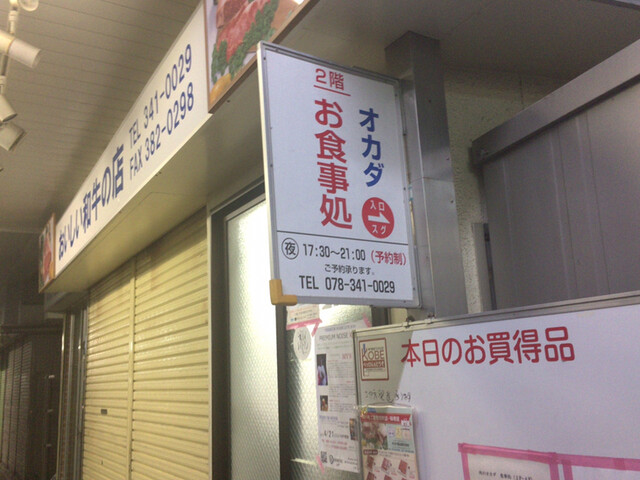 おいしい和牛の店
TEL 341-0029
FAX 382-0298
2階
オカダ
お食事処
入口
スグ
夜 17:30〜21:00 (予約制)
ご予約承ります。
TEL 078-341-0029
KOBE
本日のお買得品